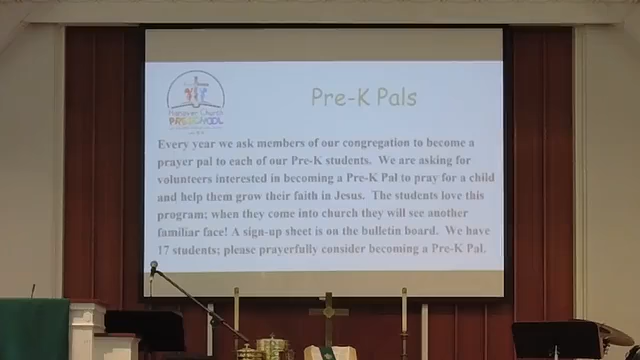 Pre-K Pals
Church
PRESCHOOL
Every year we ask members of our congregation to become a
prayer pal to each of our Pre-K students.  We are asking for
volunteers interested in becoming a Pre-K Pal to pray for a child
and help them grow their faith in Jesus.  The students love this
program; when they come into church they will see another
familiar face! A sign-up sheet is on the bulletin board.  We have
17 students; please prayerfully consider becoming a Pre-K Pal.